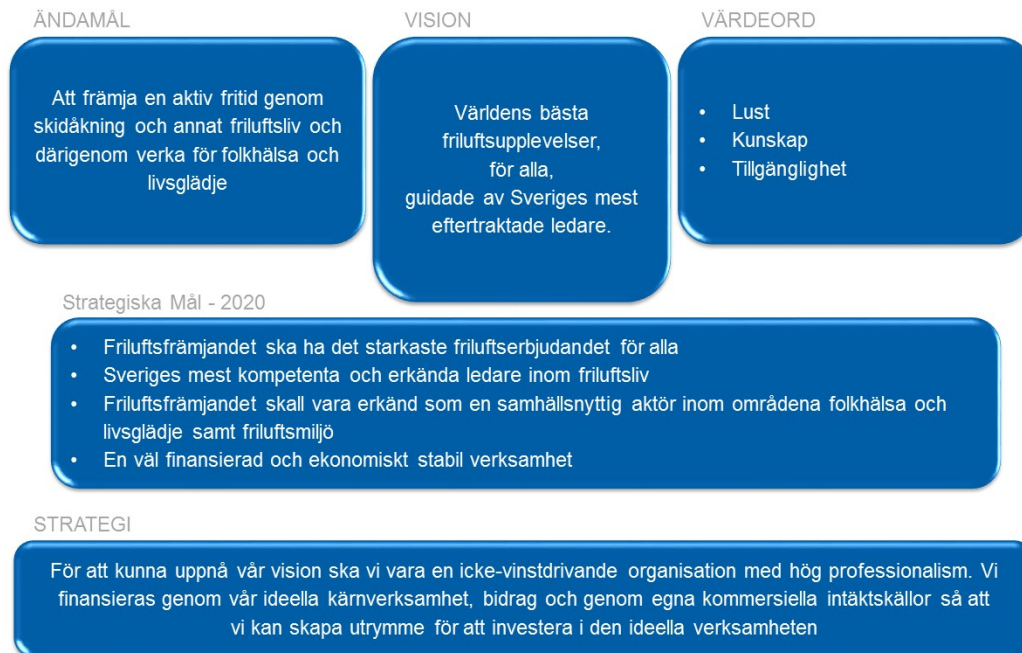 ÄNDAMÅL
Att främja en aktiv fritid genom
skidåkning och annat friluftsliv och
därigenom verka för folkhälsa och
livsglädje
VISION
Världens bästa
friluftsupplevelser,
för alla,
guidade av Sveriges mest
eftertraktade ledare.
VÄRDEORD
• Lust
• Kunskap
• Tillgänglighet
Strategiska Mål - 2020
• Friluftsfrämjandet ska ha det starkaste friluftserbjudandet för alla
• Sveriges mest kompetenta och erkända ledare inom friluftsliv
• Friluftsfrämjandet skall vara erkänd som en samhällsnyttig aktör inom områdena folkhälsa och
livsglädje samt friluftsmiljö
• En väl finansierad och ekonomiskt stabil verksamhet
STRATEGI
För att kunna uppnå vår vision ska vi vara en icke-vinstdrivande organisation med hög professionalism. Vi
finansieras genom vår ideella kärnverksamhet, bidrag och genom egna kommersiella intäktskällor så att
vi kan skapa utrymme för att investera i den ideella verksamheten